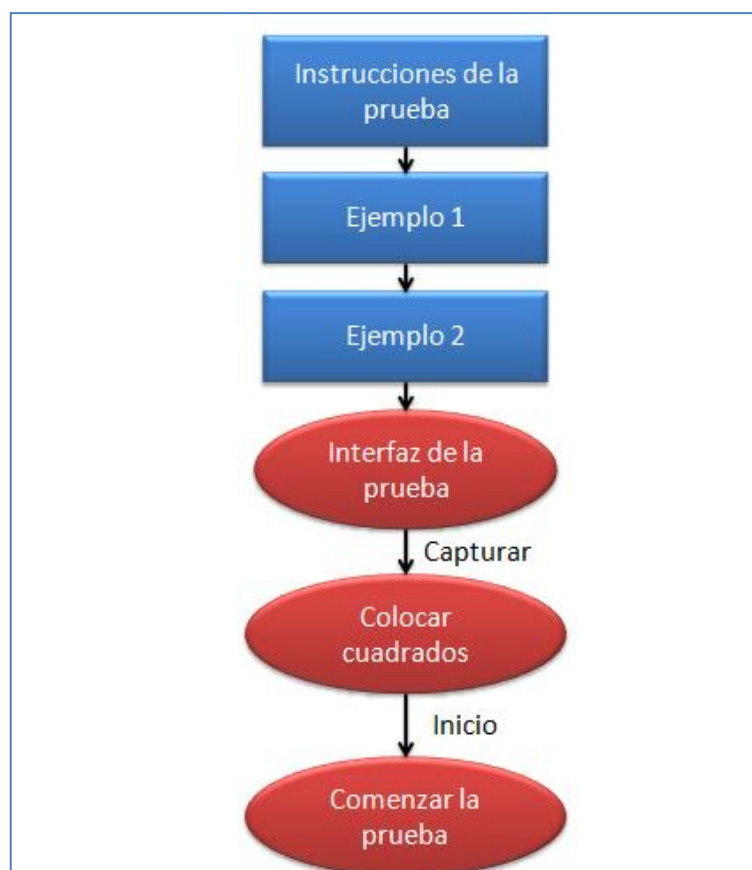 Instrucciones de la
prueba
Ejemplo 1
Ejemplo 2
Interfaz de la
prueba
Capturar
Colocar
cuadrados
Inicio
Comenzar la
prueba